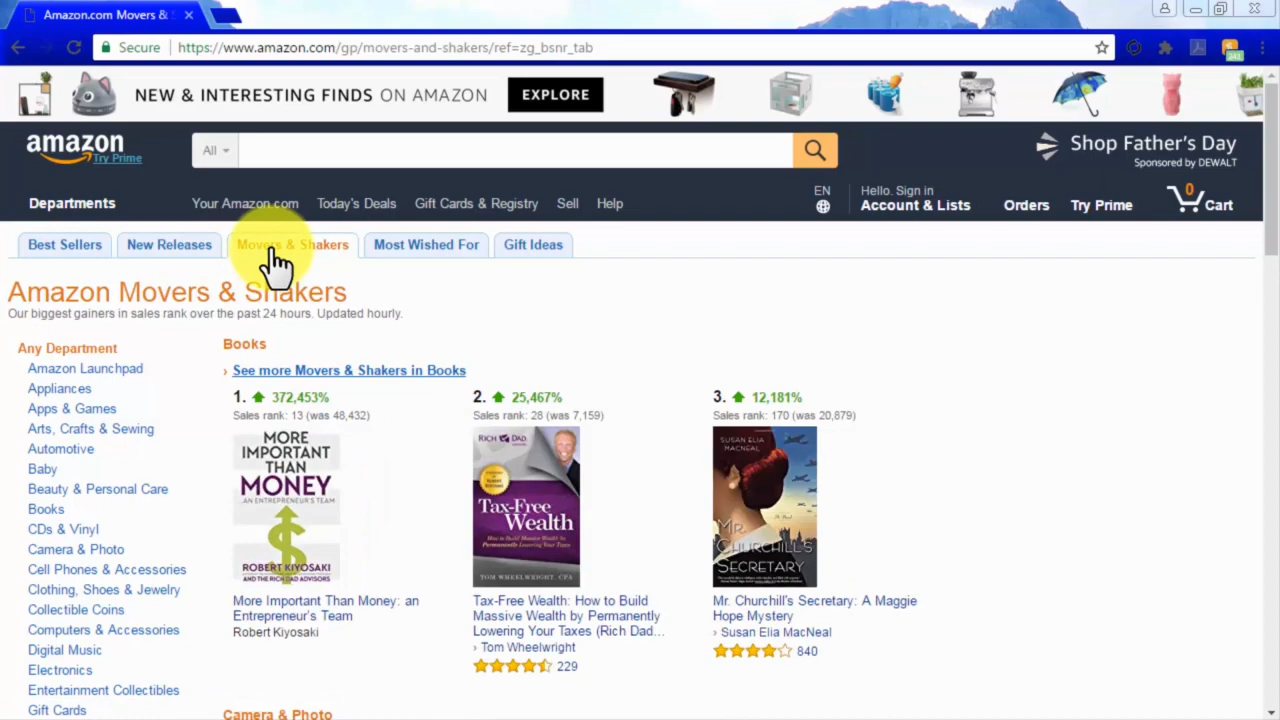 Amazon.com Movers & S
Secure https://www.amazon.com/gp/movers-and-shakers/ref=zg_bsnr_tab
NEW & INTERESTING FINDS ON AMAZON EXPLORE
amazon
Try Prime
All
Shop Father's Day
Sponsored by DEWALT
Departments
Your Amazon.com Today's Deals Gift Cards & Registry Sell Help
EN
Hello. Sign in
Account & Lists
Orders
Try Prime
0
Cart
Best Sellers New Releases Movers & Shakers Most Wished For Gift Ideas
Amazon Movers & Shakers
Our biggest gainers in sales rank over the past 24 hours. Updated hourly.
Any Department
Amazon Launchpad
Appliances
Apps & Games
Arts, Crafts & Sewing
Automotive
Baby
Beauty & Personal Care
Books
CDs & Vinyl
Camera & Photo
Cell Phones & Accessories
Clothing, Shoes & Jewelry
Collectible Coins
Computers & Accessories
Digital Music
Electronics
Entertainment Collectibles
Gift Cards
Books
› See more Movers & Shakers in Books
1. 372,453%
Sales rank: 13 (was 48,432)
MORE
IMPORTANT
THAN
MONEY
AN ENTREPRENEUR'S TEAM
ROBERT KIYOSAKI
AND THE RICH DAD ADVISORS
More Important Than Money: an
Entrepreneur's Team
Robert Kiyosaki
2. 25,467%
Sales rank: 28 (was 7,159)
RICH DAD
Tax-Free
Wealth
How to Build Massive Wealth by
Permanently Lowering Your Taxes
TOM WHEELWRIGHT, CPA
Tax-Free Wealth: How to Build
Massive Wealth by Permanently
Lowering Your Taxes (Rich Dad...
› Tom Wheelwright
229
3. 12,181%
Sales rank: 170 (was 20,879)
SUSAN ELIA
MACNEAL
MR.
CHURCHILL'S
SECRETARY
Mr. Churchill's Secretary: A Maggie
Hope Mystery
› Susan Elia MacNeal
840
Camera & Photo